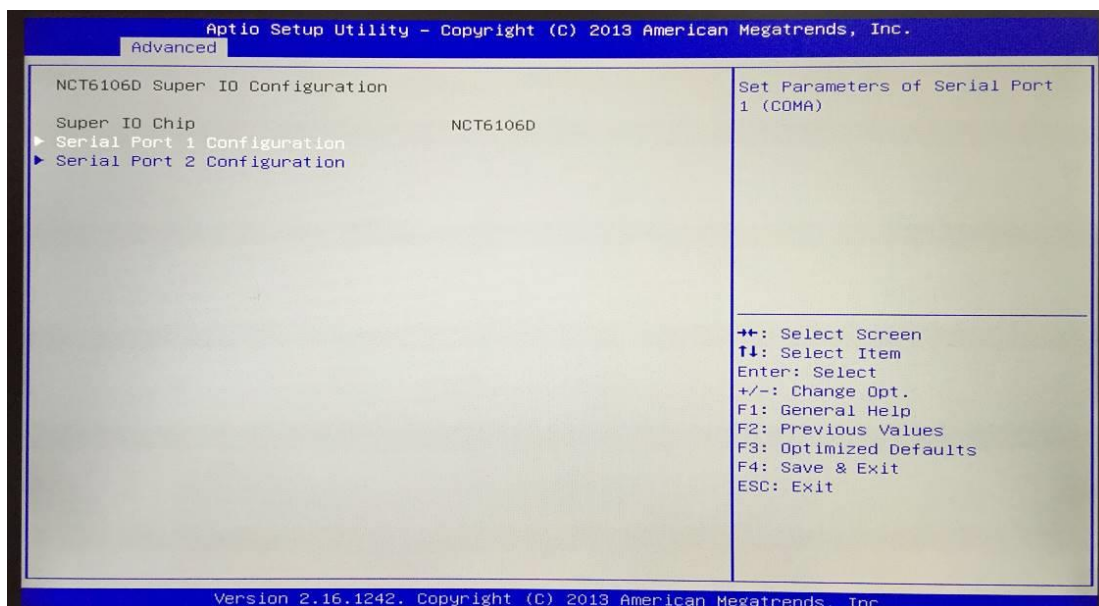 Aptio Setup Utility – Copyright (C) 2013 American Megatrends, Inc.
Advanced
NCT6106D Super IO Configuration
Super IO Chip NCT6106D
Serial Port 1 Configuration
Serial Port 2 Configuration
Set Parameters of Serial Port
1 (COMA)
→←: Select Screen
↑↓: Select Item
Enter: Select
+/-: Change Opt.
F1: General Help
F2: Previous Values
F3: Optimized Defaults
F4: Save & Exit
ESC: Exit
Version 2.16.1242. Copyright (C) 2013 American Megatrends, Inc